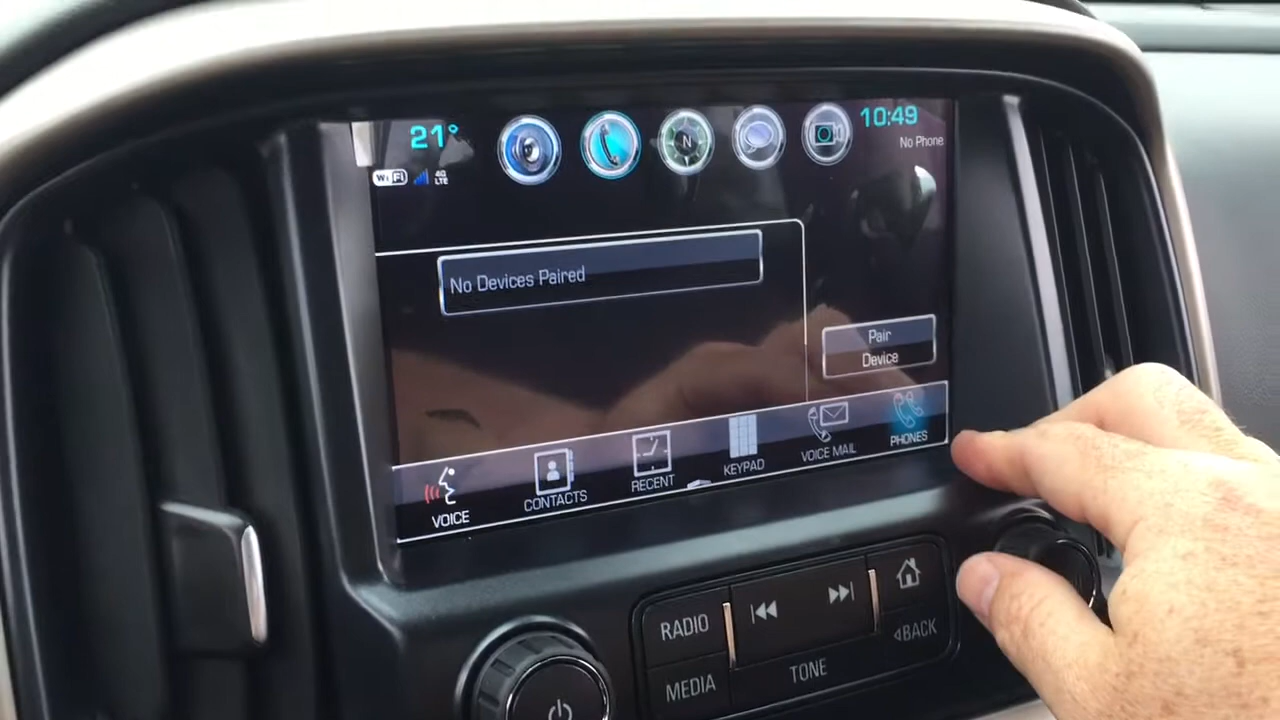 21°
WiFi
4G
LTE
N
10:49
No Phone
No Devices Paired
Pair
Device
VOICE
CONTACTS
RECENT
KEYPAD
VOICE MAIL
PHONES
RADIO
MEDIA
TONE
BACK